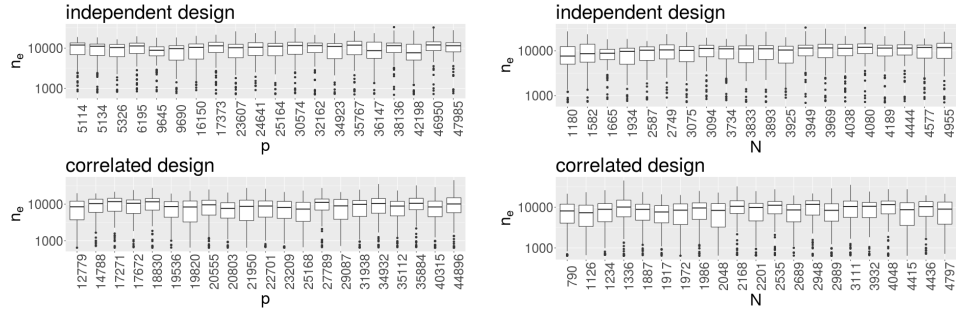 independent design
10000
1000
n_e
5114 5134 5326 6195 9645 9690 16150 17373 23607 24641 25164 30574 32162 34923 35767 36147 38136 42198 46950 47985
p
independent design
10000
1000
n_e
1180 1582 1665 1934 2587 2749 3075 3094 3734 3833 3893 3925 3949 3969 4038 4080 4189 4444 4577 4955
N
correlated design
10000
1000
n_e
12779 14788 17271 17672 18830 19536 19820 20555 20803 21950 22701 23209 25168 27789 29087 31938 34932 35112 35884 40315 44896
p
correlated design
10000
1000
n_e
790 1126 1234 1336 1887 1917 1972 1986 2048 2168 2201 2535 2689 2948 2989 3111 3932 4048 4415 4436 4797
N